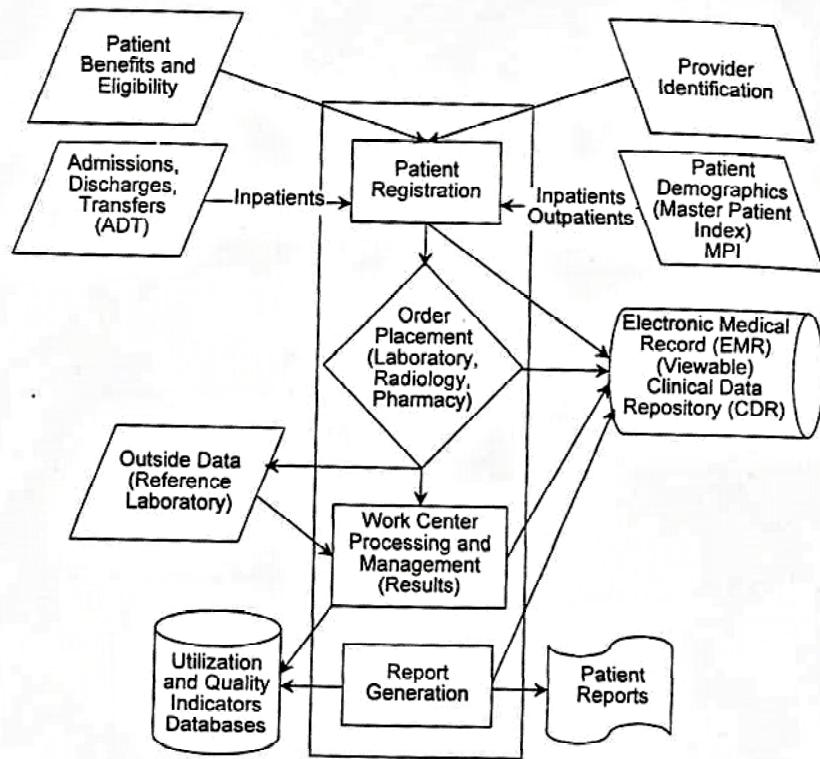 Patient
Benefits and
Eligibility
Provider
Identification
Admissions,
Discharges,
Transfers
(ADT)
Inpatients
Patient
Registration
Inpatients
Outpatients
Patient
Demographics
(Master Patient
Index)
MPI
Order
Placement
(Laboratory,
Radiology,
Pharmacy)
Electronic Medical
Record (EMR)
(Viewable)
Clinical Data
Repository (CDR)
Outside Data
(Reference
Laboratory)
Work Center
Processing and
Management
(Results)
Utilization
and Quality
Indicators
Databases
Report
Generation
Patient
Reports